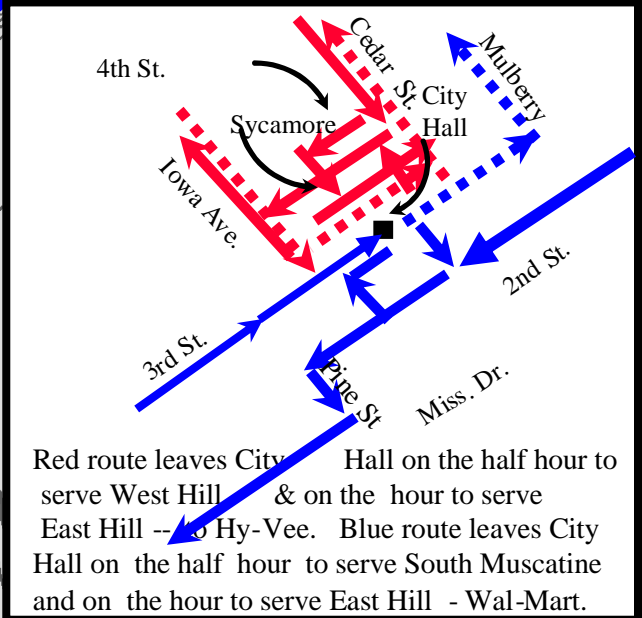 4th St.
Cedar St.
Mulberry
City
Hall
Sycamore
Iowa Ave.
2nd St.
3rd St.
Pine St
Miss. Dr.
Red route leaves City Hall on the half hour to
serve West Hill & on the hour to serve
East Hill -- to Hy-Vee. Blue route leaves City
Hall on the half hour to serve South Muscatine
and on the hour to serve East Hill - Wal-Mart.